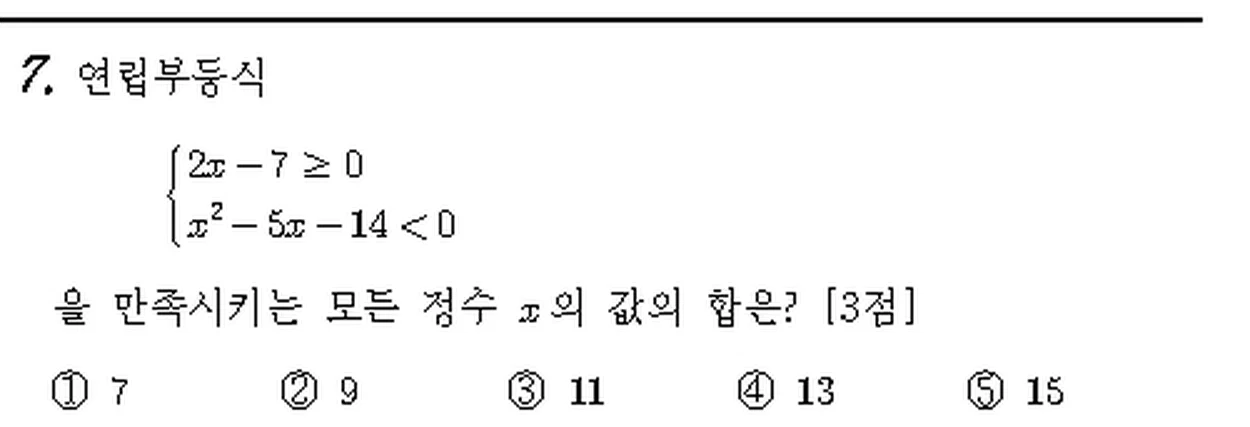 7. 연립부등식
2x − 7 ≥ 0
x² − 5x − 14 < 0
을 만족시키는 모든 정수 x의 값의 합은? [3점]
① 7 ② 9 ③ 11 ④ 13 ⑤ 15